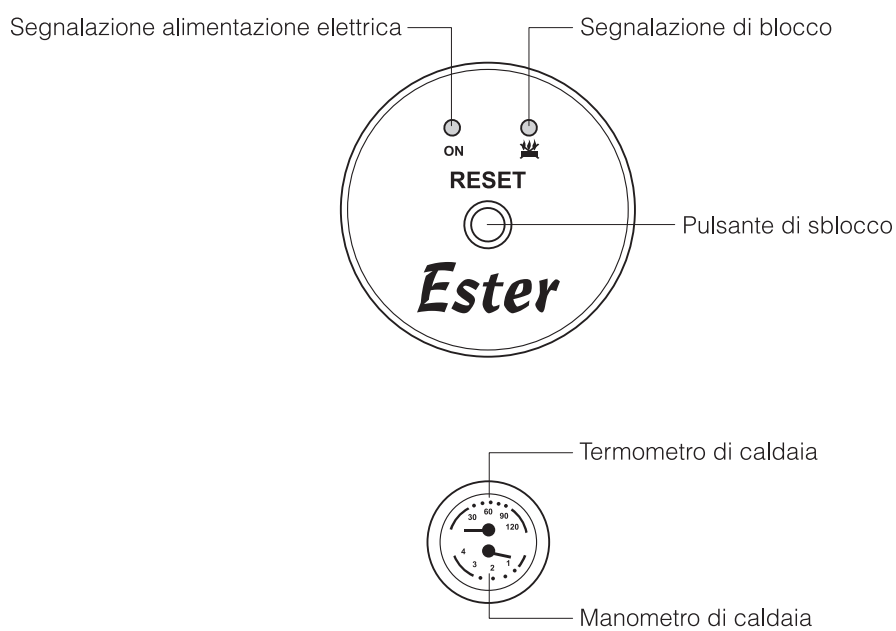 Segnalazione alimentazione elettrica
Segnalazione di blocco
ON
RESET
Pulsante di sblocco
Ester
Termometro di caldaia
30 60 90 120
4 3 2 1
Manometro di caldaia